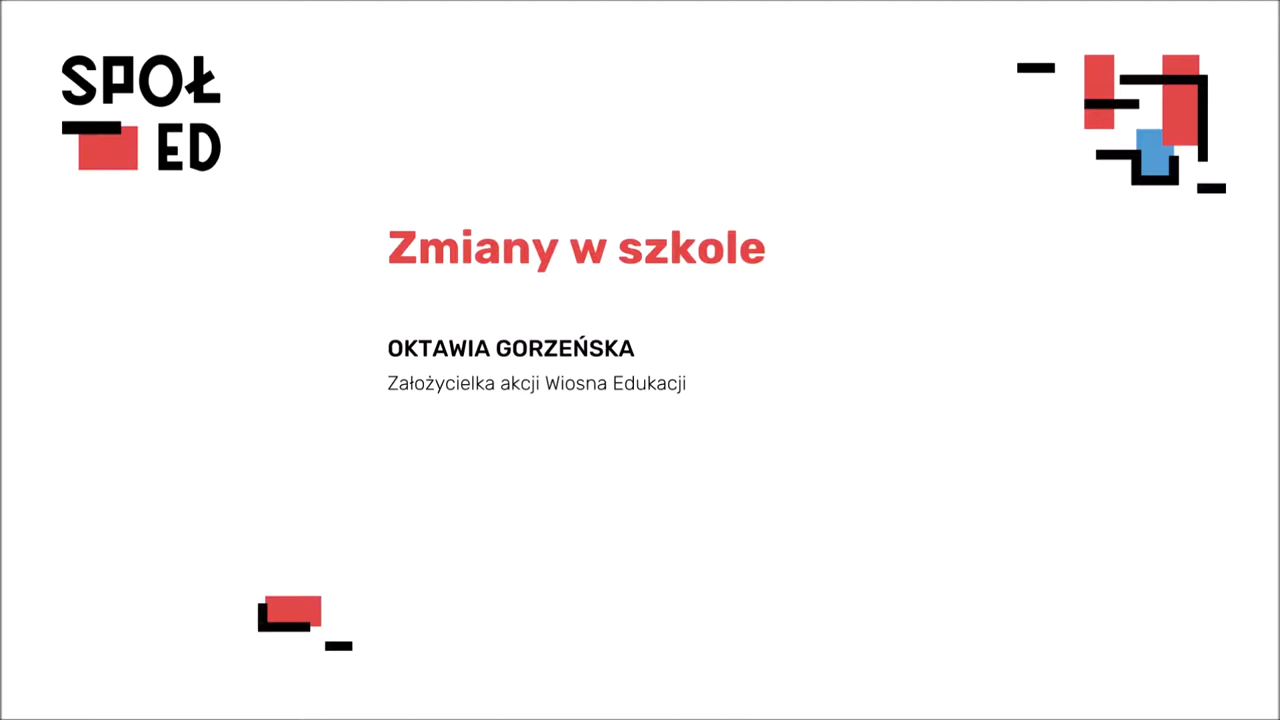 SPOŁ
ED
Zmiany w szkole
OKTAWIA GORZEŃSKA
Założycielka akcji Wiosna Edukacji